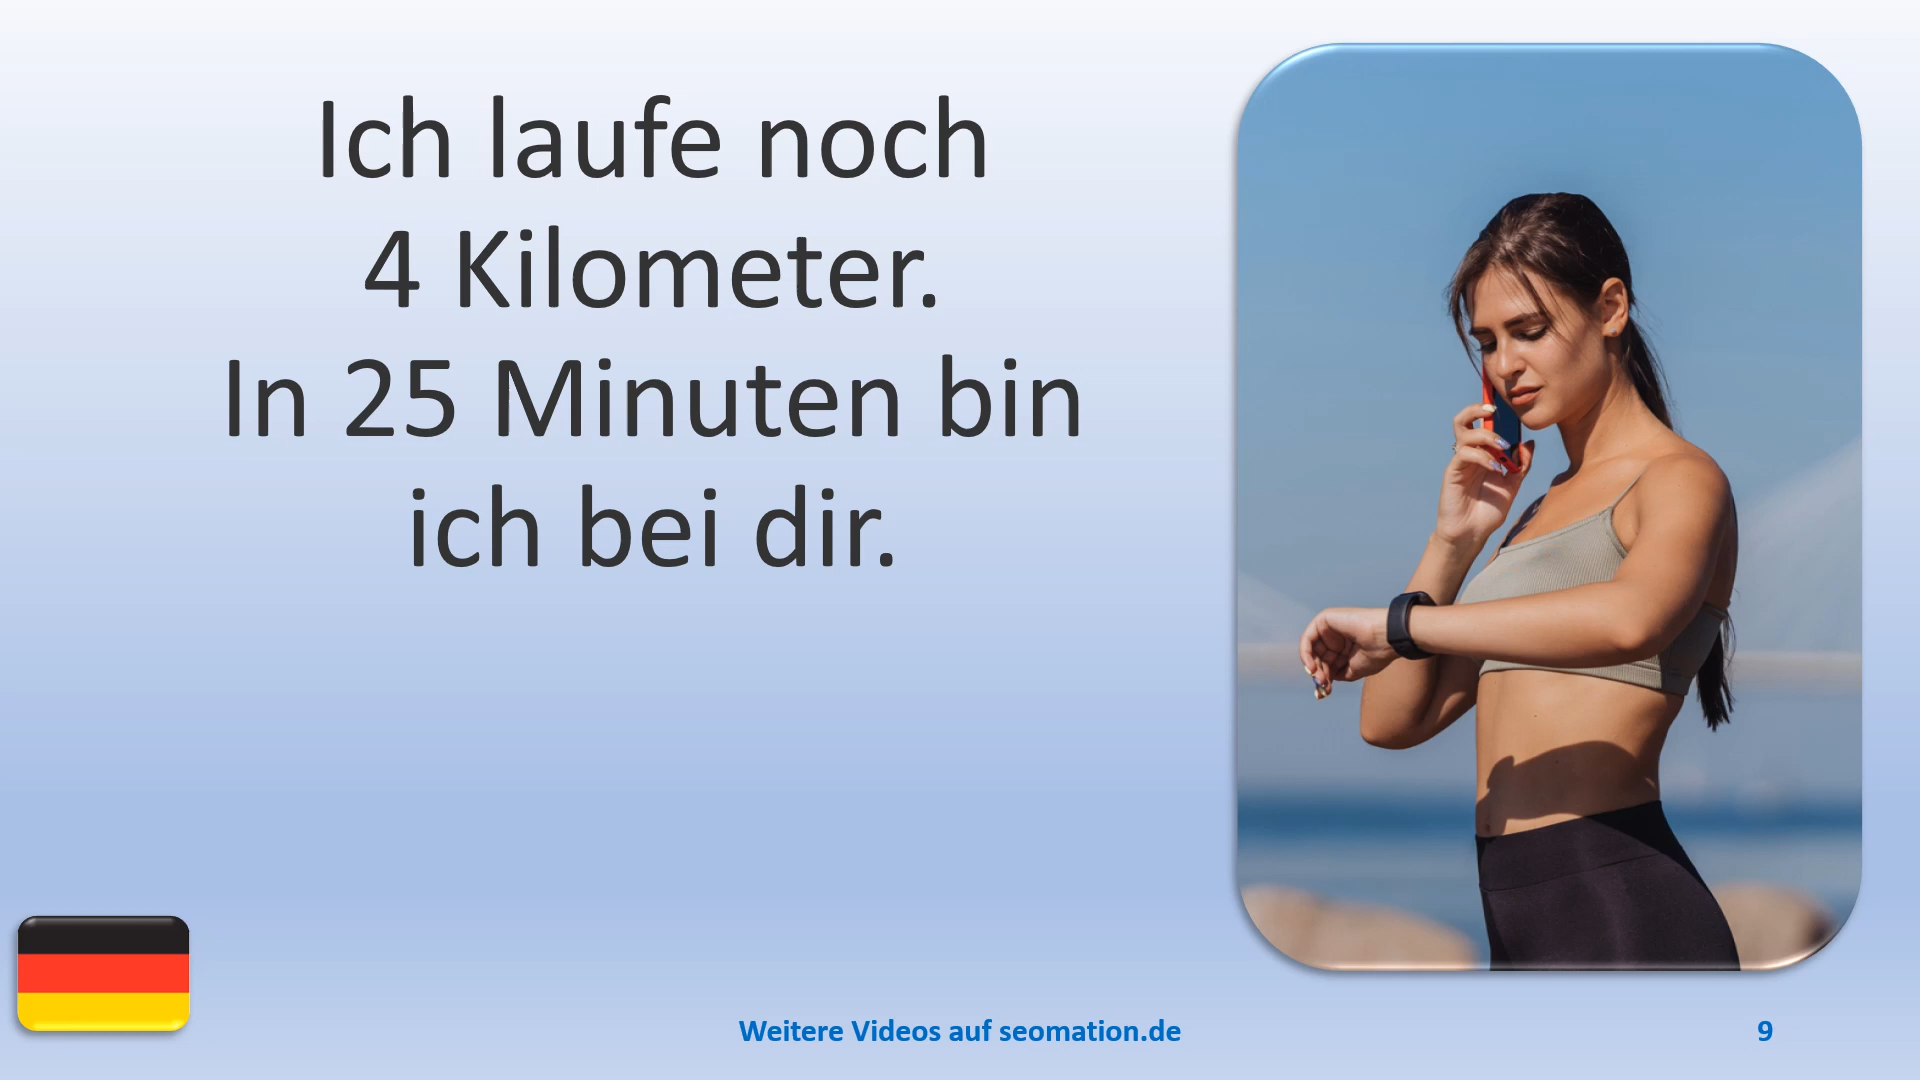 Ich laufe noch
4 Kilometer.
In 25 Minuten bin
ich bei dir.
Weitere Videos auf seomation.de
9